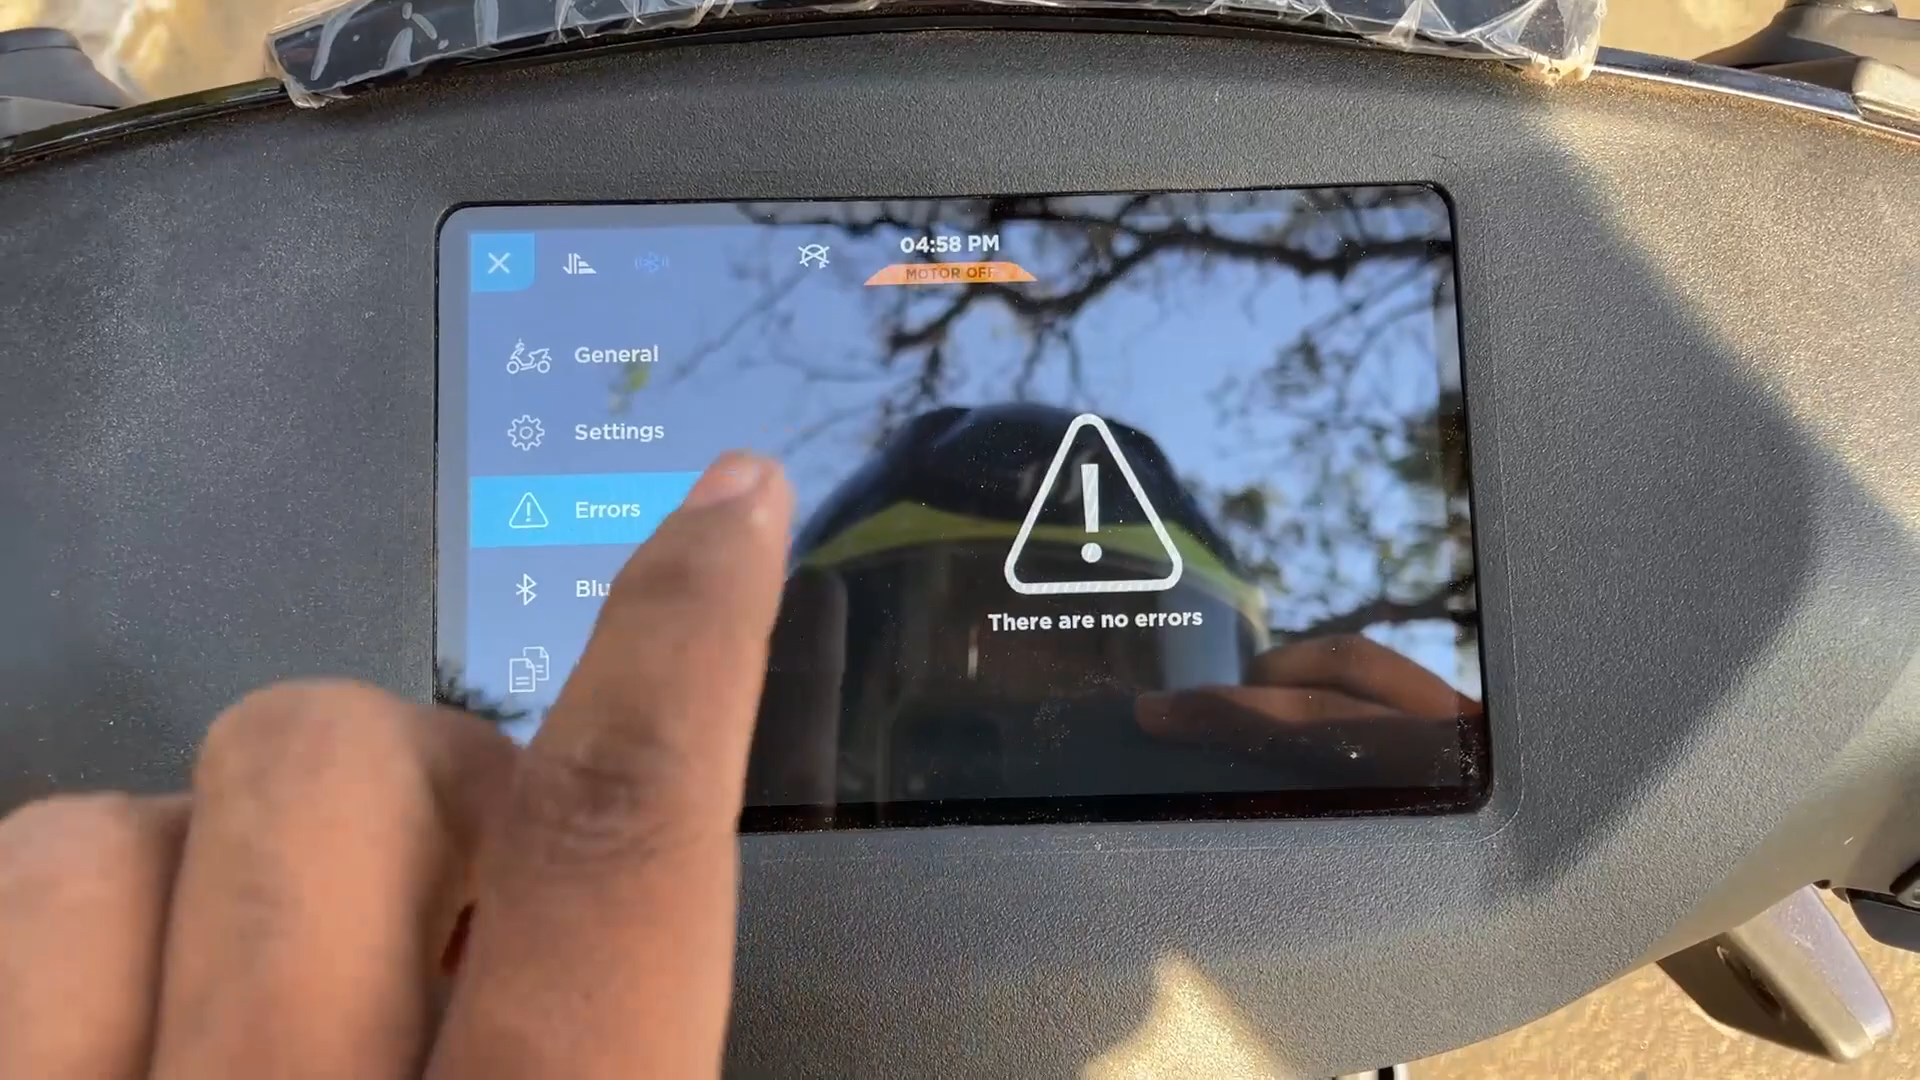 04:58 PM
MOTOR OFF
General
Settings
Errors
Blu
There are no errors